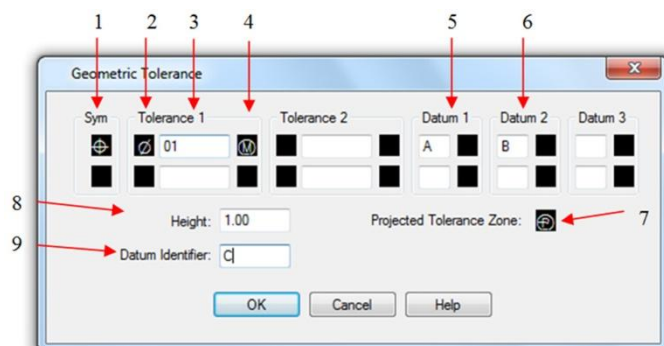 1 2 3 4 5 6
Geometric Tolerance X
Sym Tolerance 1 Tolerance 2 Datum 1 Datum 2 Datum 3
⌖ Ø 01 Ⓜ A B
8 Height: 1.00 Projected Tolerance Zone: Ⓟ 7
9 Datum Identifier: C
OK Cancel Help